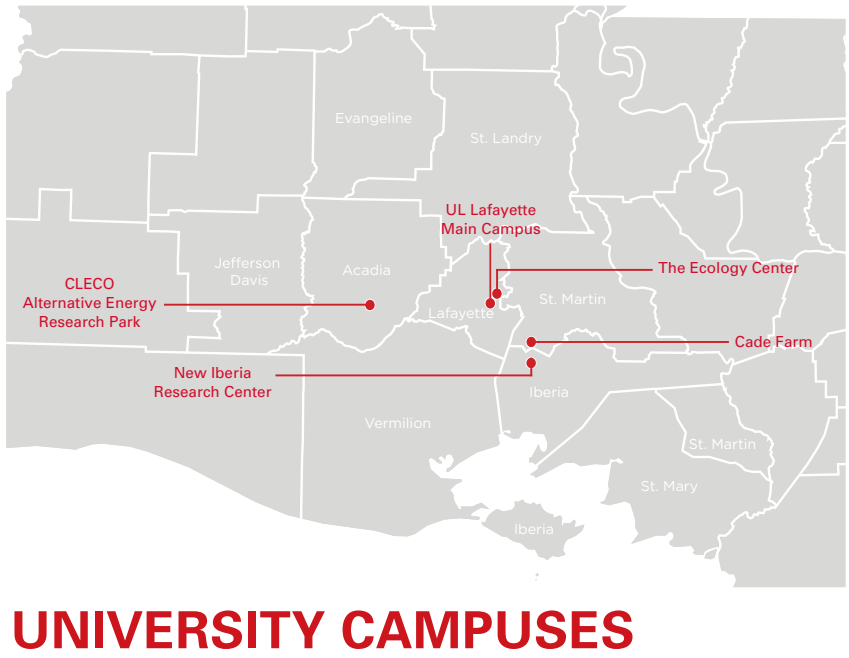 Evangeline
St. Landry
UL Lafayette
Main Campus
Jefferson
Davis
Acadia
The Ecology Center
CLECO
Alternative Energy
Research Park
St. Martin
Lafayette
Cade Farm
New Iberia
Research Center
Iberia
Vermilion
St. Martin
St. Mary
Iberia
UNIVERSITY CAMPUSES